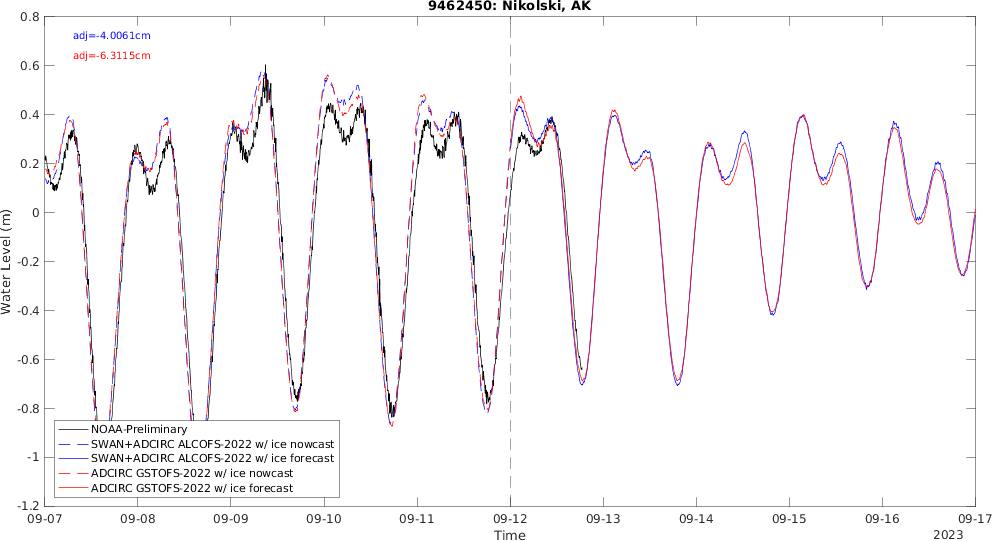 9462450: Nikolski, AK
adj=-4.0061cm
adj=-6.3115cm
0.8
0.6
0.4
0.2
0
-0.2
-0.4
-0.6
-0.8
-1
-1.2
Water Level (m)
NOAA-Preliminary
SWAN+ADCIRC ALCOFS-2022 w/ ice nowcast
SWAN+ADCIRC ALCOFS-2022 w/ ice forecast
ADCIRC GSTOFS-2022 w/ ice nowcast
ADCIRC GSTOFS-2022 w/ ice forecast
09-07 09-08 09-09 09-10 09-11 09-12 09-13 09-14 09-15 09-16 09-17
Time
2023